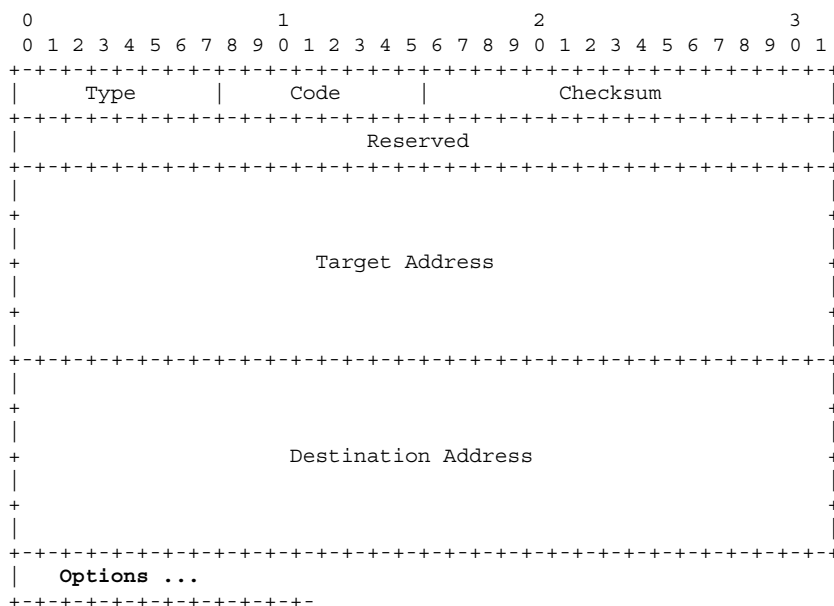 0                   1                   2                   3
0 1 2 3 4 5 6 7 8 9 0 1 2 3 4 5 6 7 8 9 0 1 2 3 4 5 6 7 8 9 0 1
+-+-+-+-+-+-+-+-+-+-+-+-+-+-+-+-+-+-+-+-+-+-+-+-+-+-+-+-+-+-+-+-+
|     Type      |     Code      |          Checksum             |
+-+-+-+-+-+-+-+-+-+-+-+-+-+-+-+-+-+-+-+-+-+-+-+-+-+-+-+-+-+-+-+-+
|                           Reserved                            |
+-+-+-+-+-+-+-+-+-+-+-+-+-+-+-+-+-+-+-+-+-+-+-+-+-+-+-+-+-+-+-+-+
|                                                               |
+                                                               +
|                                                               |
+                       Target Address                          +
|                                                               |
+                                                               +
|                                                               |
+-+-+-+-+-+-+-+-+-+-+-+-+-+-+-+-+-+-+-+-+-+-+-+-+-+-+-+-+-+-+-+-+
|                                                               |
+                                                               +
|                                                               |
+                     Destination Address                       +
|                                                               |
+                                                               +
|                                                               |
+-+-+-+-+-+-+-+-+-+-+-+-+-+-+-+-+-+-+-+-+-+-+-+-+-+-+-+-+-+-+-+-+
|   Options ...
+-+-+-+-+-+-+-+-+-+-+-+-